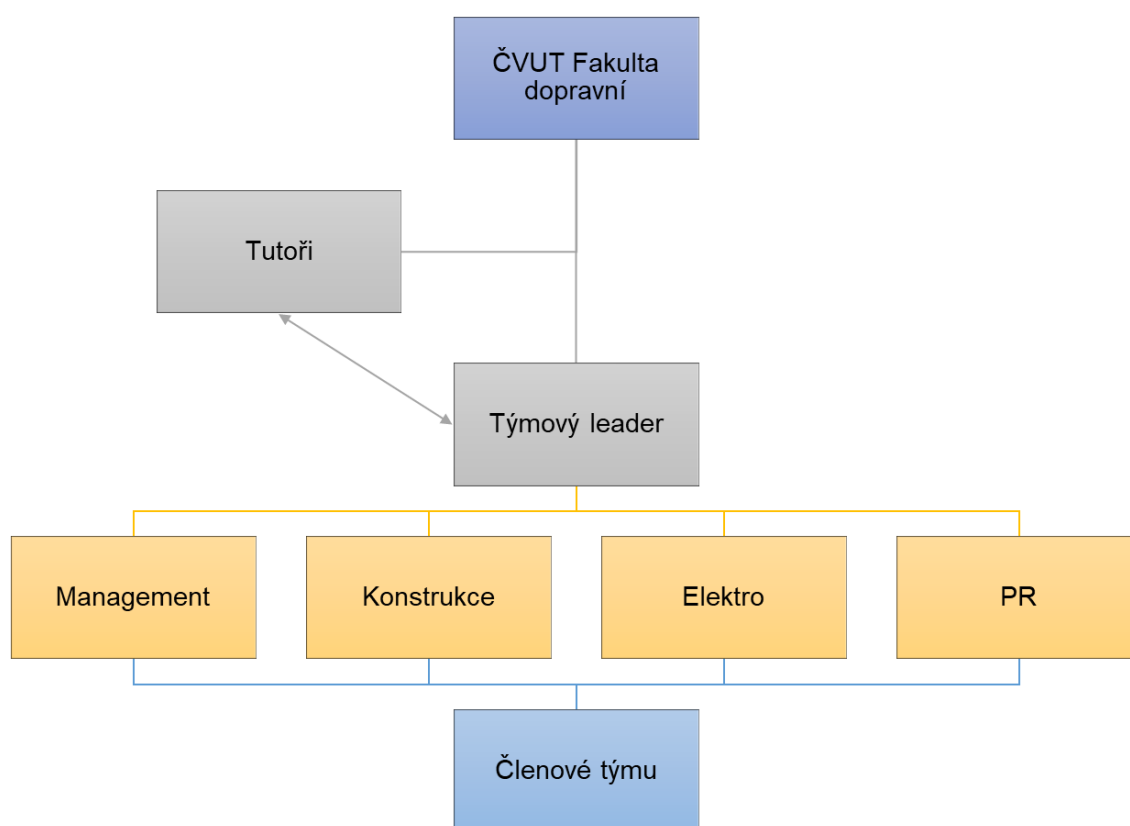 ČVUT Fakulta
dopravní
Tutoři
Týmový leader
Management
Konstrukce
Elektro
PR
Členové týmu